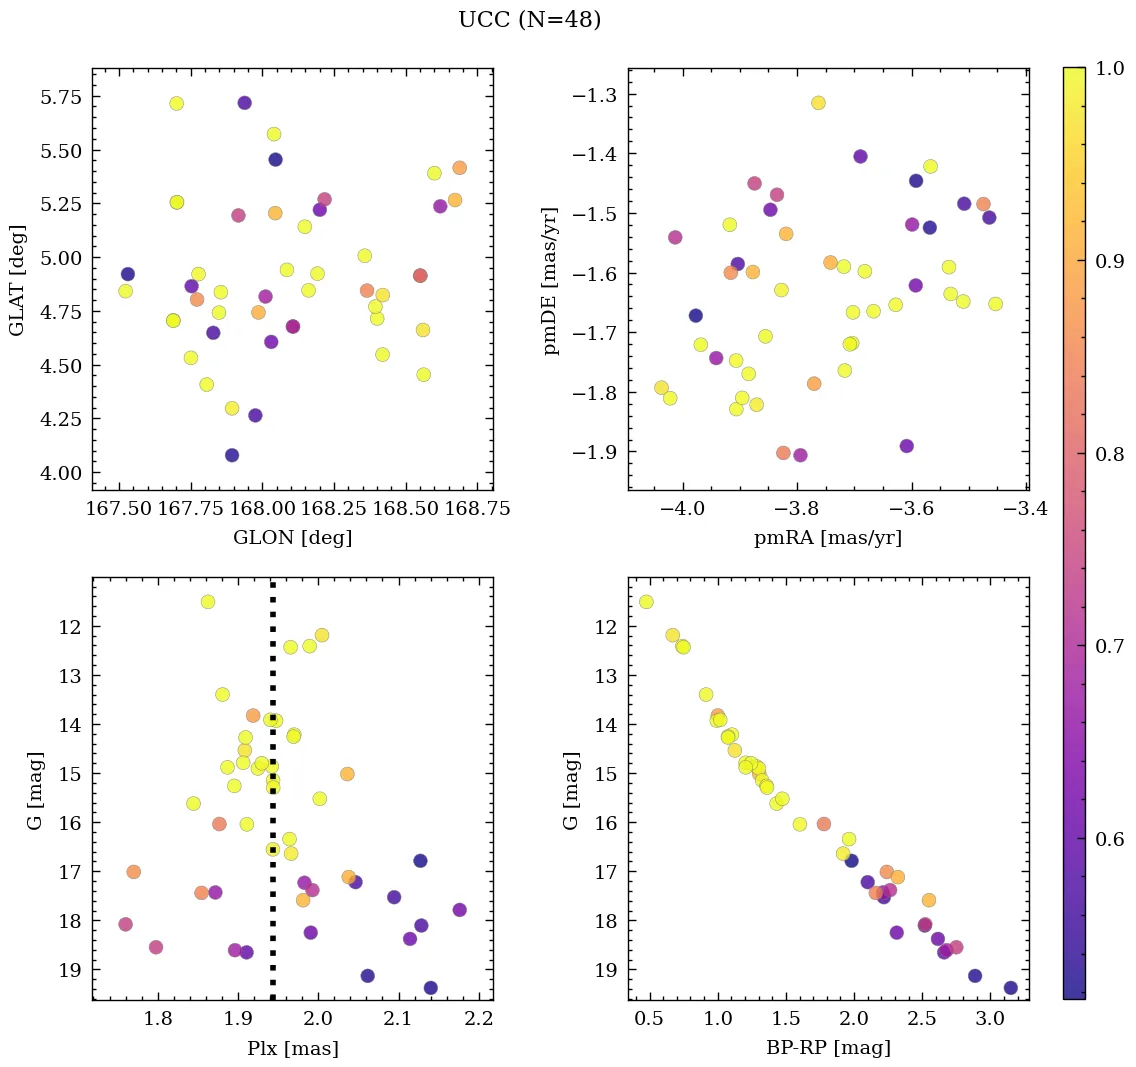 UCC (N=48)
5.75
5.50
5.25
5.00
4.75
4.50
4.25
4.00
GLAT [deg]
167.50 167.75 168.00 168.25 168.50 168.75
GLON [deg]
−1.3
−1.4
−1.5
−1.6
−1.7
−1.8
−1.9
pmDE [mas/yr]
−4.0 −3.8 −3.6 −3.4
pmRA [mas/yr]
12
13
14
15
16
17
18
19
G [mag]
1.8 1.9 2.0 2.1 2.2
Plx [mas]
12
13
14
15
16
17
18
19
G [mag]
0.5 1.0 1.5 2.0 2.5 3.0
BP-RP [mag]
1.0
0.9
0.8
0.7
0.6